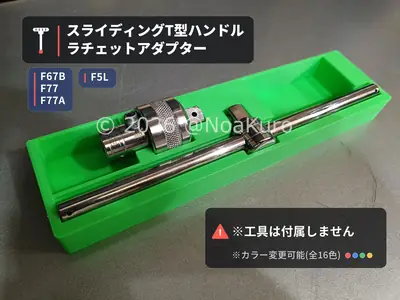 スライディングT型ハンドル
ラチェットアダプター
F67B
F77
F77A
F5L
© 2026 @NoaKuro
※工具は付属しません
※カラー変更可能(全16色)